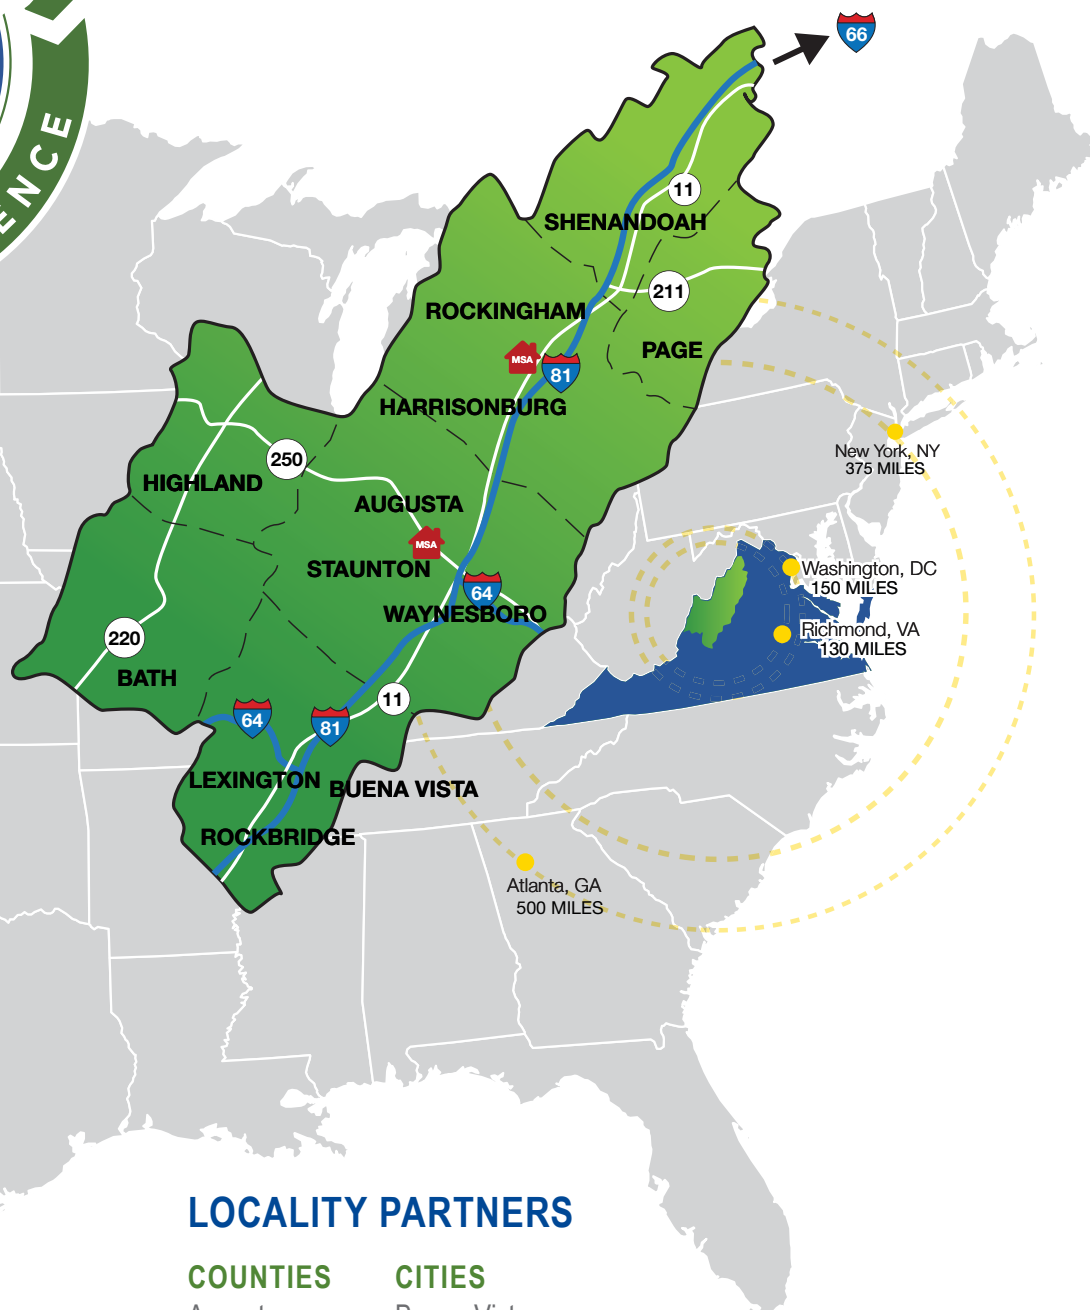 66
11
SHENANDOAH
211
ROCKINGHAM
PAGE
MSA
81
HARRISONBURG
New York, NY
375 MILES
250
HIGHLAND
AUGUSTA
MSA
STAUNTON
Washington, DC
150 MILES
64
WAYNESBORO
Richmond, VA
130 MILES
220
BATH
11
64
81
LEXINGTON
BUENA VISTA
ROCKBRIDGE
Atlanta, GA
500 MILES
LOCALITY PARTNERS
COUNTIES
CITIES